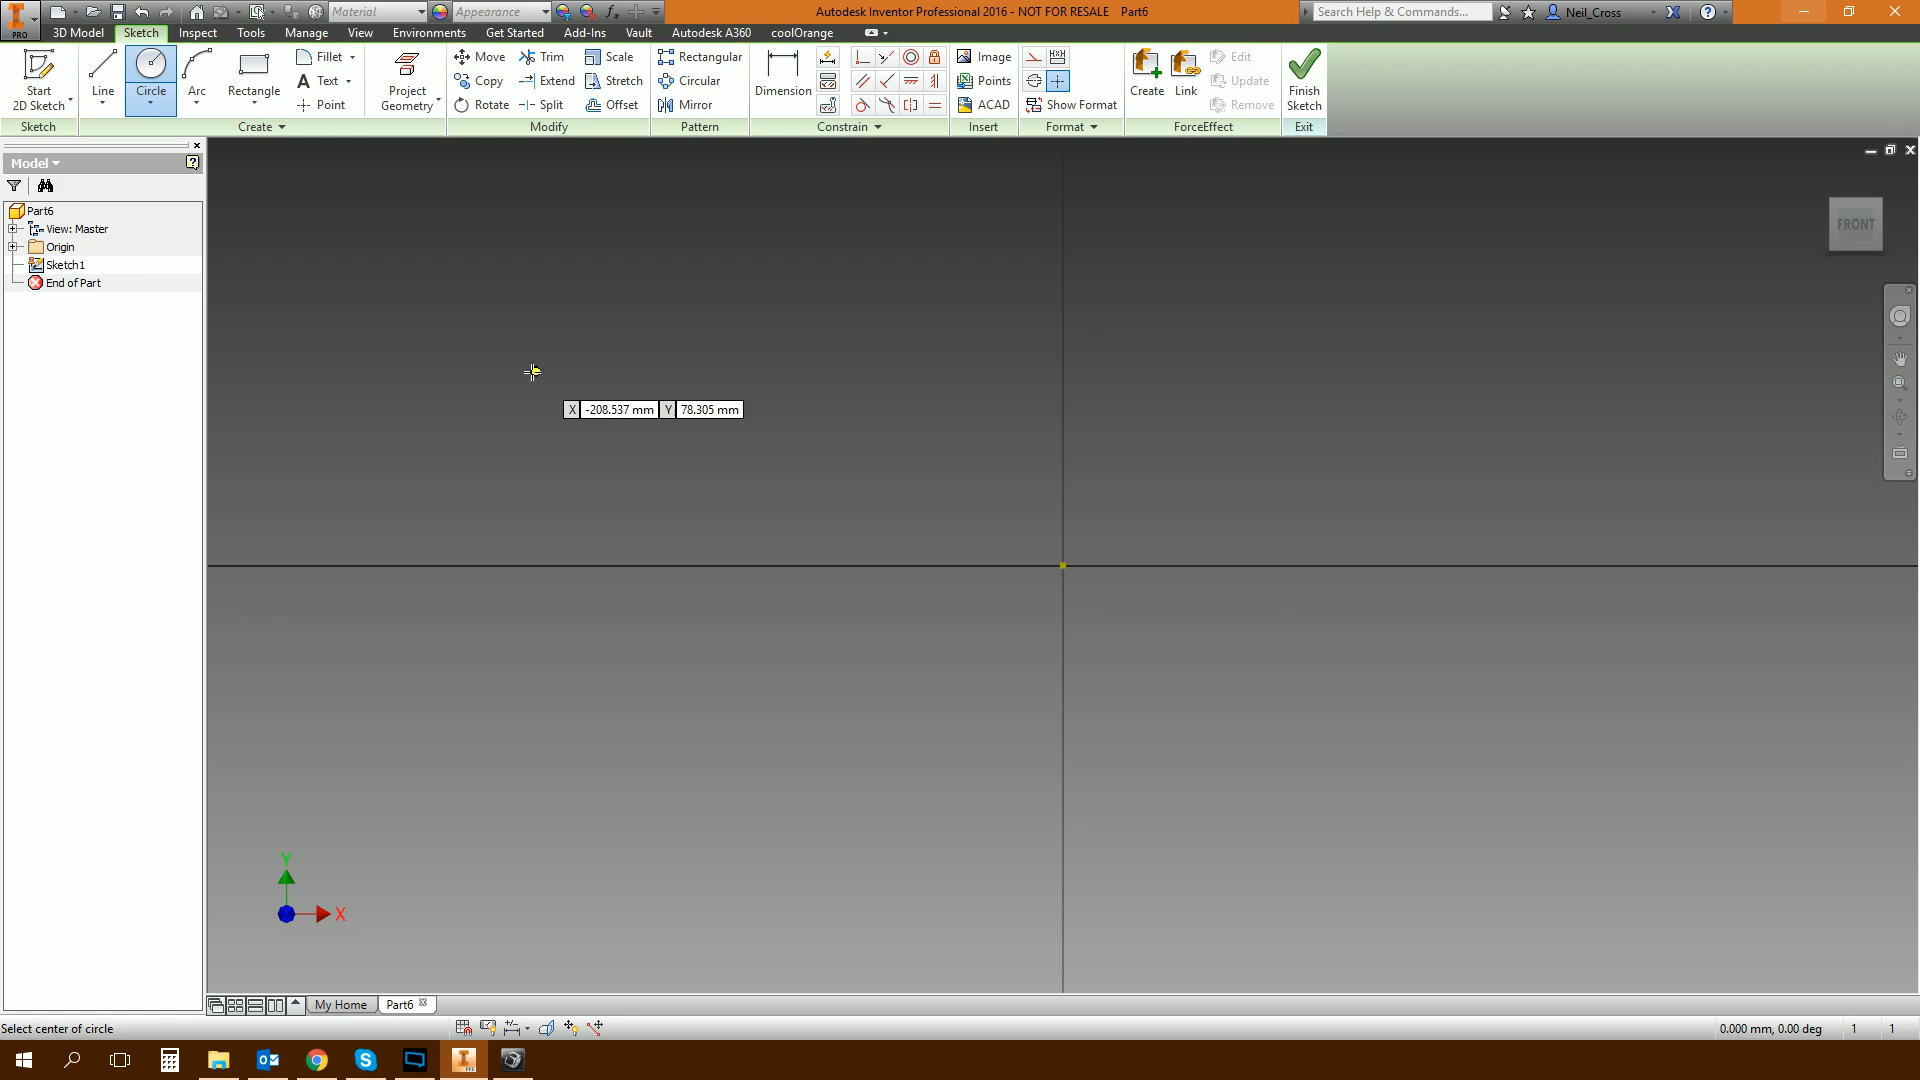 Material
Appearance
Autodesk Inventor Professional 2016 - NOT FOR RESALE Part6
Search Help & Commands...
Neil_Cross
PRO
3D Model
Sketch
Inspect
Tools
Manage
View
Environments
Get Started
Add-Ins
Vault
Autodesk A360
coolOrange
Start
2D Sketch
Line
Circle
Arc
Rectangle
Fillet
Text
Point
Project
Geometry
Move
Trim
Scale
Copy
Extend
Stretch
Rotate
Split
Offset
Rectangular
Circular
Mirror
Dimension
Image
Points
ACAD
Show Format
Create
Link
Edit
Update
Remove
Finish
Sketch
Sketch
Create
Modify
Pattern
Constrain
Insert
Format
ForceEffect
Exit
Model
Part6
View: Master
Origin
Sketch1
End of Part
FRONT
X -208.537 mm Y 78.305 mm
Y
X
My Home
Part6
Select center of circle
0.000 mm, 0.00 deg 1 1